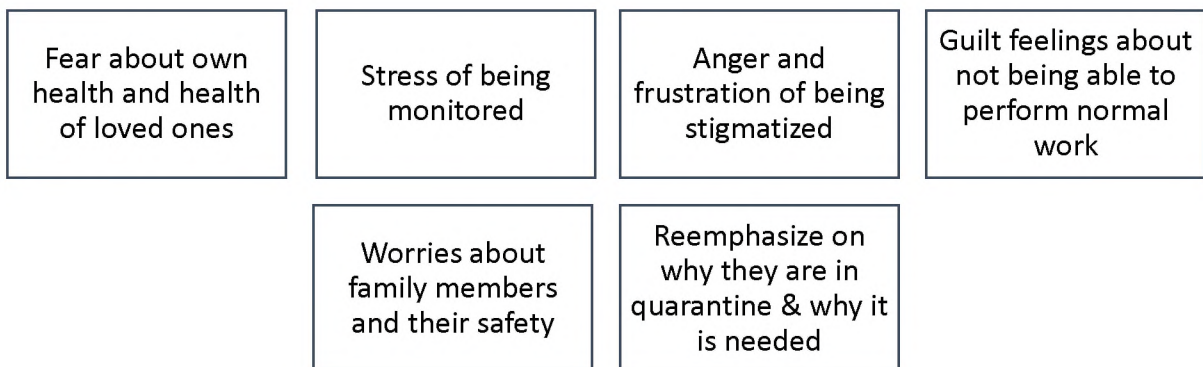 Fear about own
health and health
of loved ones
Stress of being
monitored
Anger and
frustration of being
stigmatized
Guilt feelings about
not being able to
perform normal
work
Worries about
family members
and their safety
Reemphasize on
why they are in
quarantine & why it
is needed